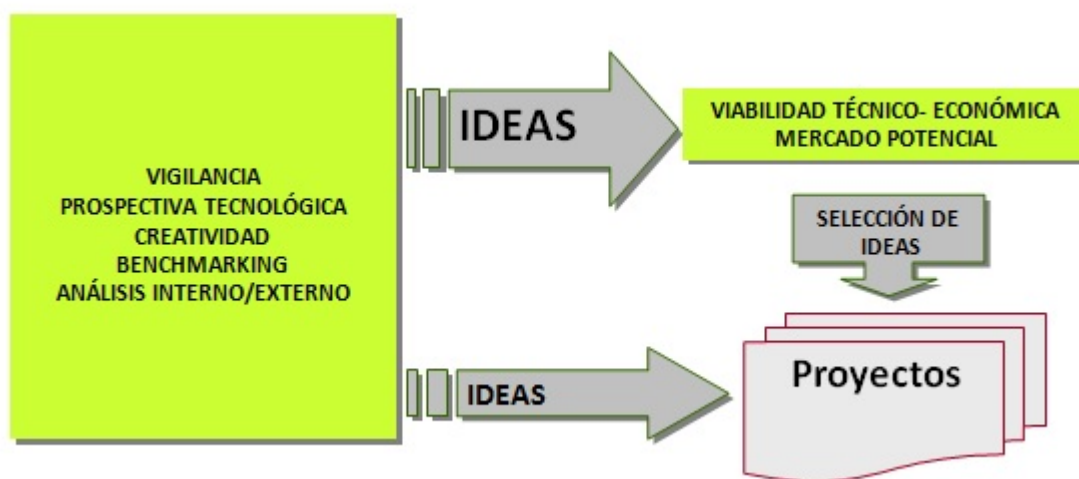 VIGILANCIA
PROSPECTIVA TECNOLÓGICA
CREATIVIDAD
BENCHMARKING
ANÁLISIS INTERNO/EXTERNO
IDEAS
VIABILIDAD TÉCNICO- ECONÓMICA
MERCADO POTENCIAL
SELECCIÓN DE
IDEAS
IDEAS
Proyectos